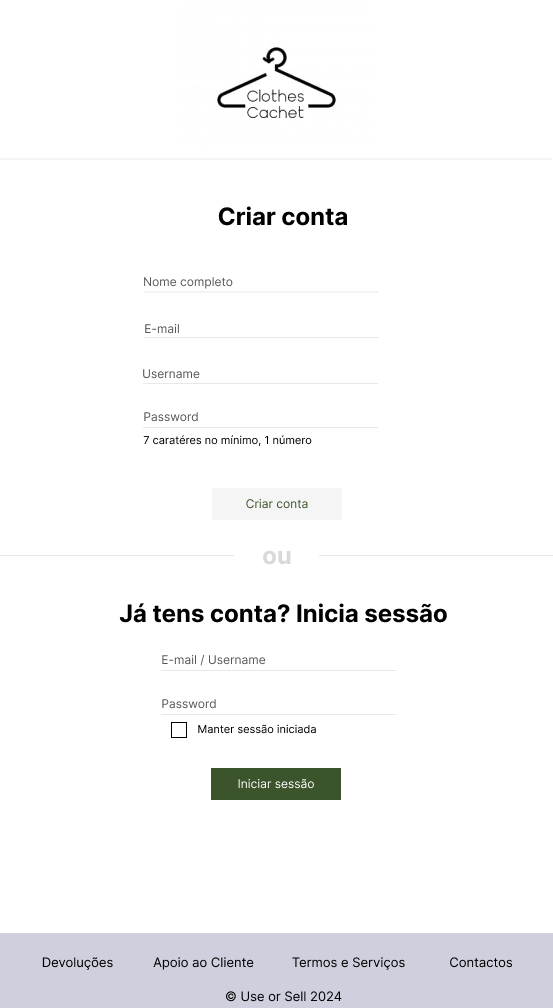 Clothes
Cachet
Criar conta
Nome completo
E-mail
Username
Password
7 caratéres no mínimo, 1 número
Criar conta
ou
Já tens conta? Inicia sessão
E-mail / Username
Password
Manter sessão iniciada
Iniciar sessão
Devoluções Apoio ao Cliente Termos e Serviços Contactos
© Use or Sell 2024